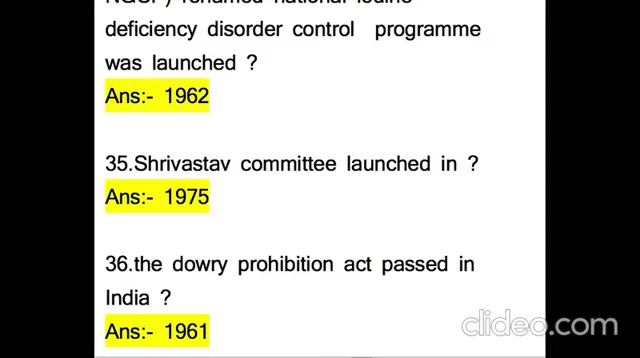 deficiency disorder control programme
was launched ?
Ans:- 1962
35.Shrivastav committee launched in ?
Ans:- 1975
36.the dowry prohibition act passed in
India ?
Ans:- 1961
clideo.com